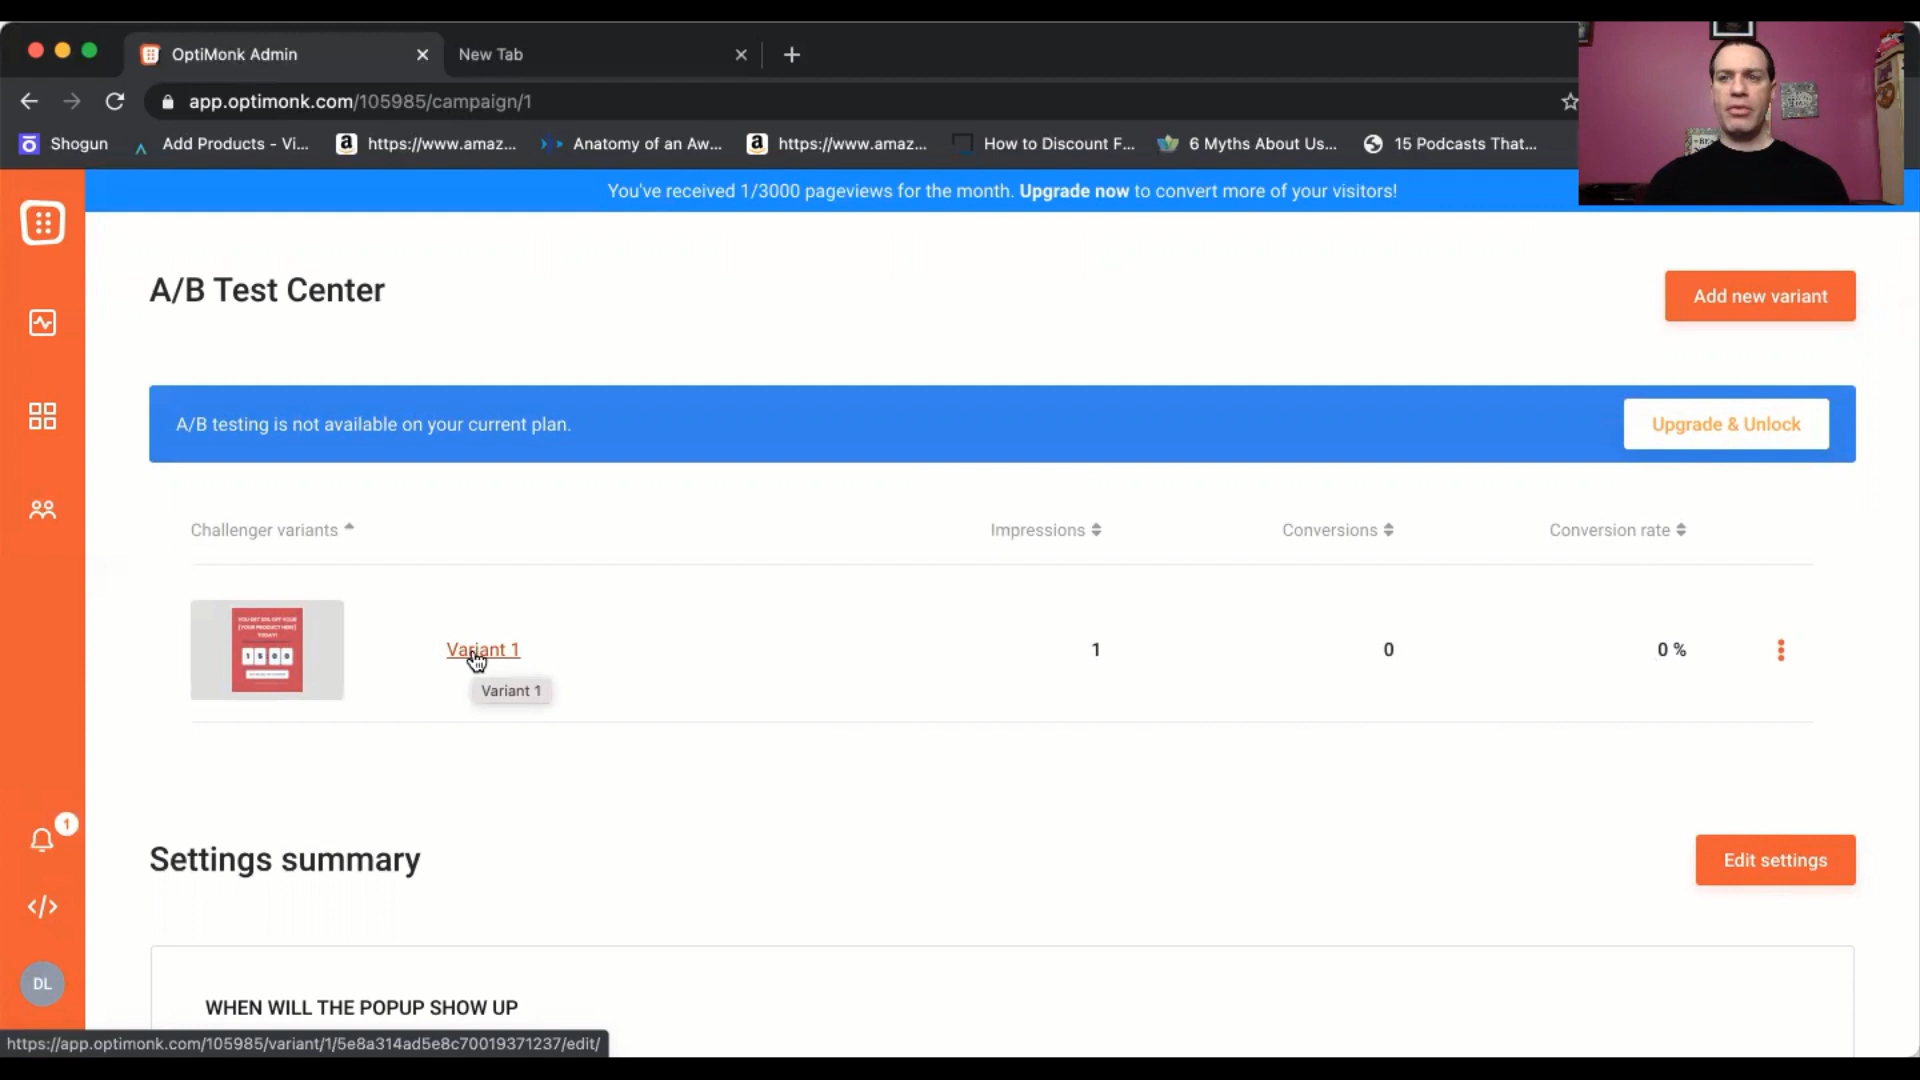 OptiMonk Admin
New Tab
app.optimonk.com/105985/campaign/1
Shogun
Add Products - Vi...
https://www.amaz...
Anatomy of an Aw...
https://www.amaz...
How to Discount F...
6 Myths About Us...
15 Podcasts That...
You've received 1/3000 pageviews for the month. Upgrade now to convert more of your visitors!
A/B Test Center
Add new variant
A/B testing is not available on your current plan.
Upgrade & Unlock
Challenger variants
Impressions
Conversions
Conversion rate
1 5 0 0
Variant 1
1
0
0 %
Variant 1
1
Settings summary
Edit settings
DL
WHEN WILL THE POPUP SHOW UP
https://app.optimonk.com/105985/variant/1/5e8a314ad5e8c70019371237/edit/